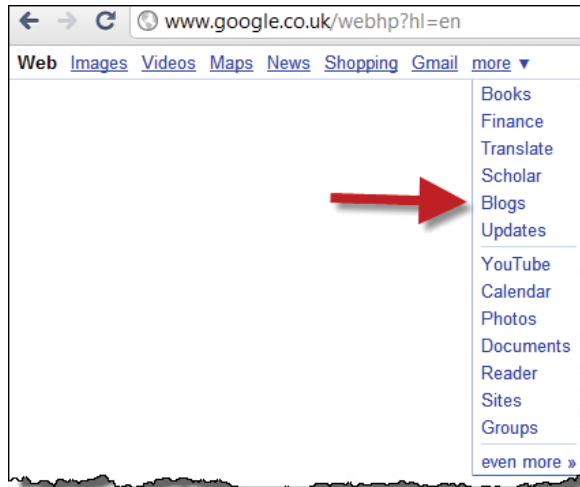 www.google.co.uk/webhp?hl=en
Web Images Videos Maps News Shopping Gmail more ▼
Books
Finance
Translate
Scholar
Blogs
Updates
YouTube
Calendar
Photos
Documents
Reader
Sites
Groups
even more »